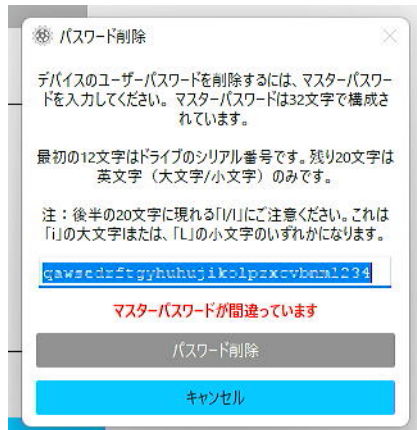 パスワード削除
デバイスのユーザーパスワードを削除するには、マスターパスワー
ドを入力してください。マスターパスワードは32文字で構成さ
れています。
最初の12文字はドライブのシリアル番号です。残り20文字は
英文字（大文字/小文字）のみです。
注：後半の20文字に現れる「I/l」にご注意ください。これは
「i」の大文字Iまたは、「L」の小文字のいずれかになります。
qawsedrftgyhuhujikolpzxcvbnm1234
マスターパスワードが間違っています
パスワード削除
キャンセル